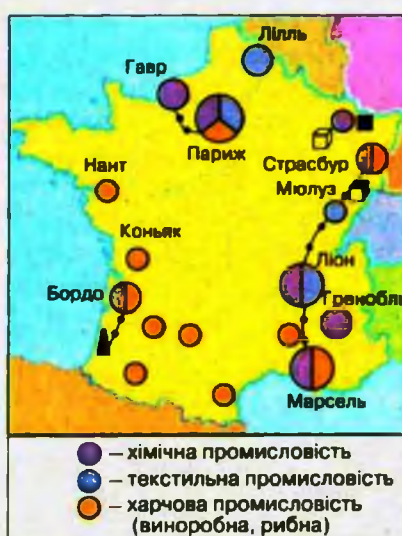 Лілль
Гавр
Париж
Страсбур
Мюлуз
Нант
Коньяк
Ліон
Бордо
Гренобль
Марсель
– хімічна промисловість
– текстильна промисловість
– харчова промисловість
(виноробна, рибна)